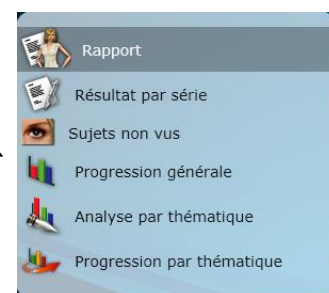 Rapport
Résultat par série
Sujets non vus
Progression générale
Analyse par thématique
Progression par thématique